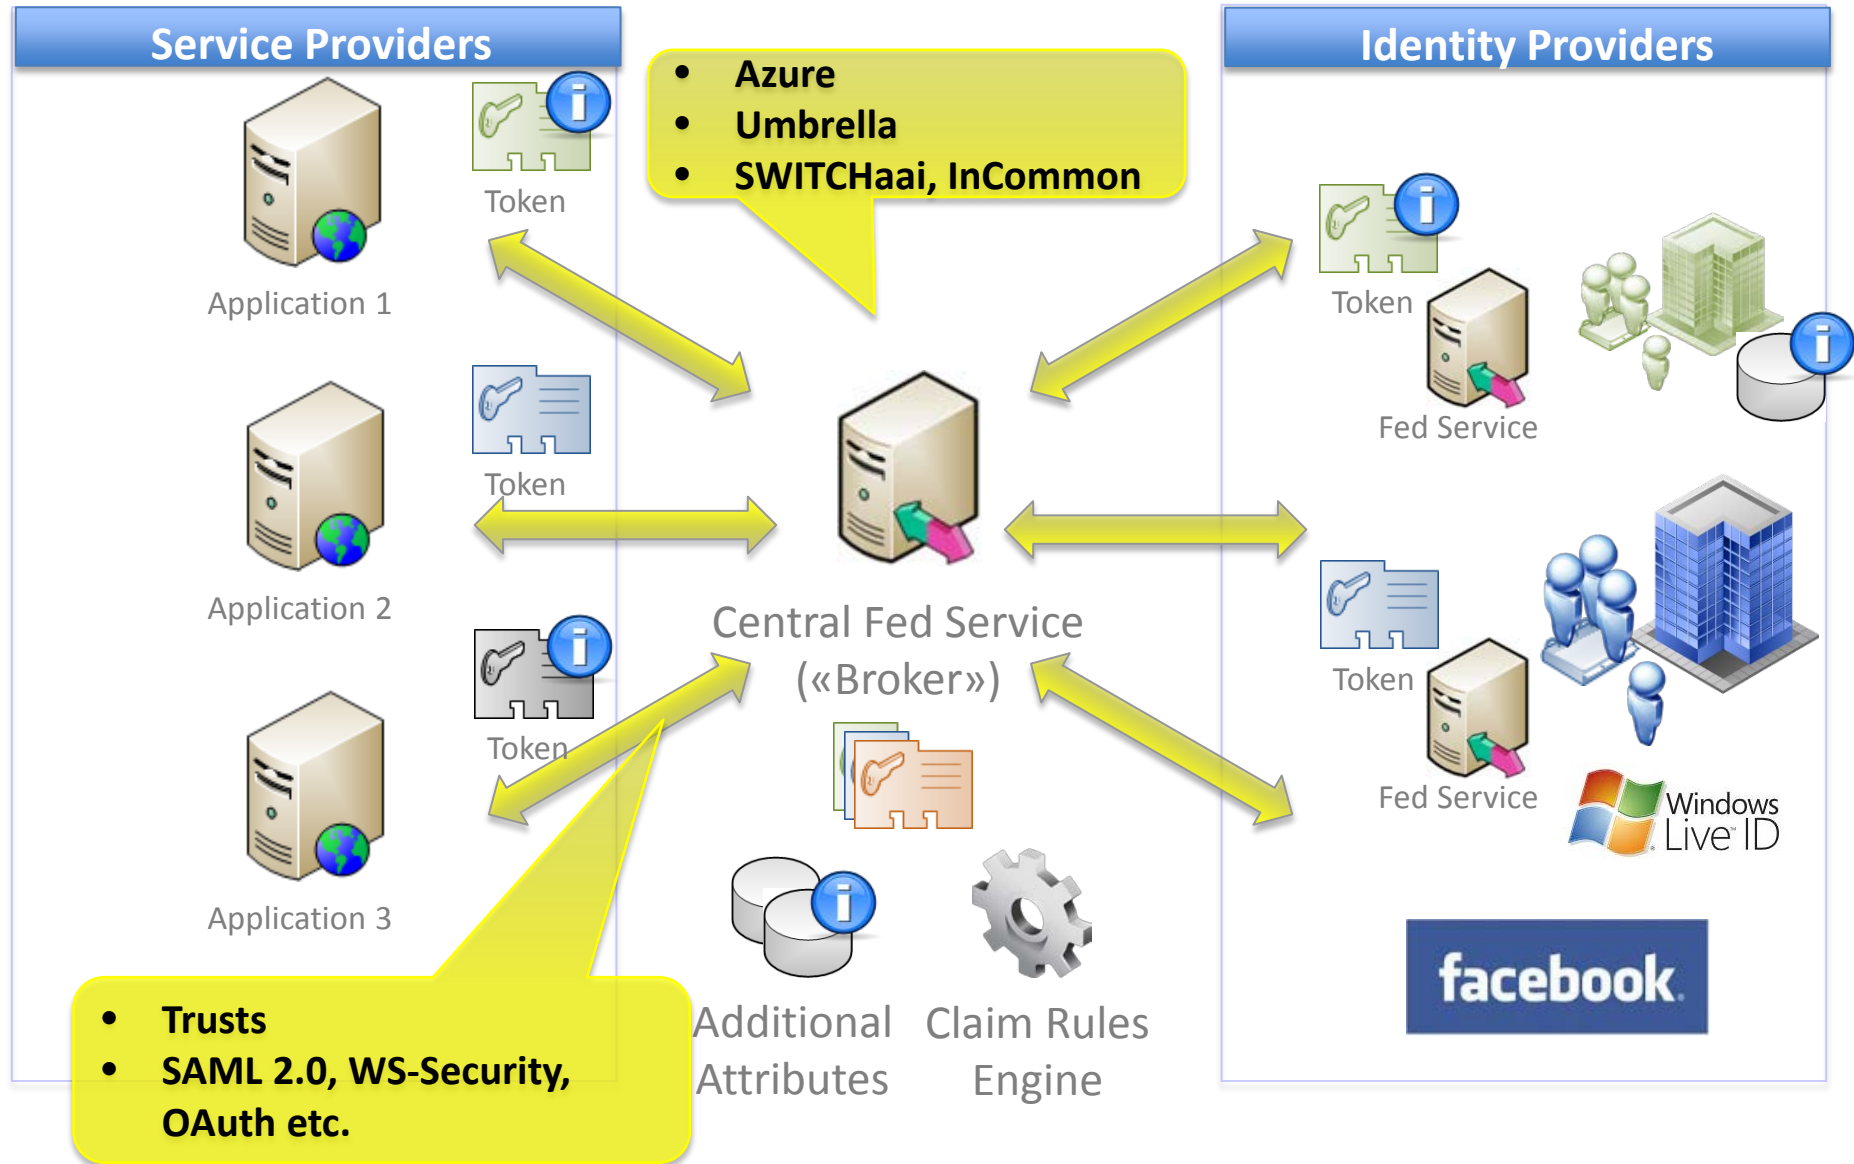 Service Providers
Identity Providers
• Azure
• Umbrella
• SWITCHaai, InCommon
Token
Application 1
Token
Fed Service
Token
Application 2
Central Fed Service
(«Broker»)
Token
Fed Service
Token
Application 3
Windows
Live ID
facebook.
Additional
Attributes
Claim Rules
Engine
• Trusts
• SAML 2.0, WS-Security,
OAuth etc.